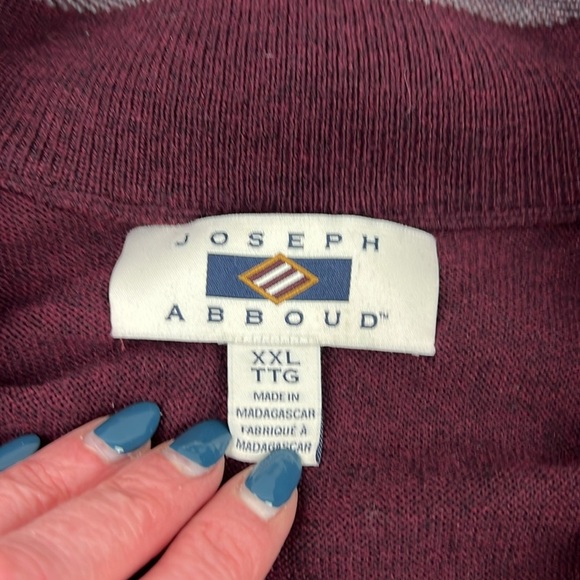 JOSEPH
ABBOUD™
XXL
TTG
MADE IN
MADAGASCAR
FABRIQUÉ À
MADAGASCAR